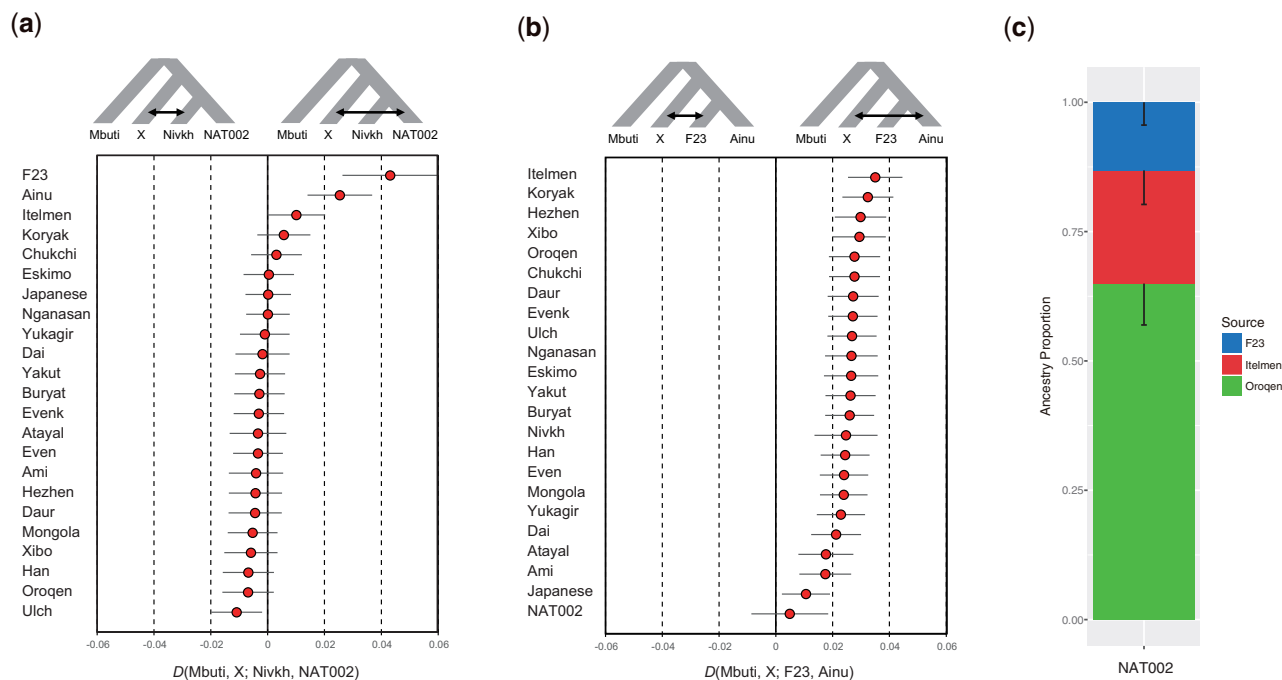 (a)
Mbuti X Nivkh NAT002 Mbuti X Nivkh NAT002
F23
Ainu
Itelmen
Koryak
Chukchi
Eskimo
Japanese
Nganasan
Yukagir
Dai
Yakut
Buryat
Evenk
Atayal
Even
Ami
Hezhen
Daur
Mongola
Xibo
Han
Oroqen
Ulch
-0.06 -0.04 -0.02 0 0.02 0.04 0.06
D(Mbuti, X; Nivkh, NAT002)
(b)
Mbuti X F23 Ainu Mbuti X F23 Ainu
Itelmen
Koryak
Hezhen
Xibo
Oroqen
Chukchi
Daur
Evenk
Ulch
Nganasan
Eskimo
Yakut
Buryat
Nivkh
Han
Even
Mongola
Yukagir
Dai
Atayal
Ami
Japanese
NAT002
-0.06 -0.04 -0.02 0 0.02 0.04 0.06
D(Mbuti, X; F23, Ainu)
(c)
1.00
0.75
0.50
0.25
0.00
Ancestry Proportion
NAT002
Source
F23
Itelmen
Oroqen